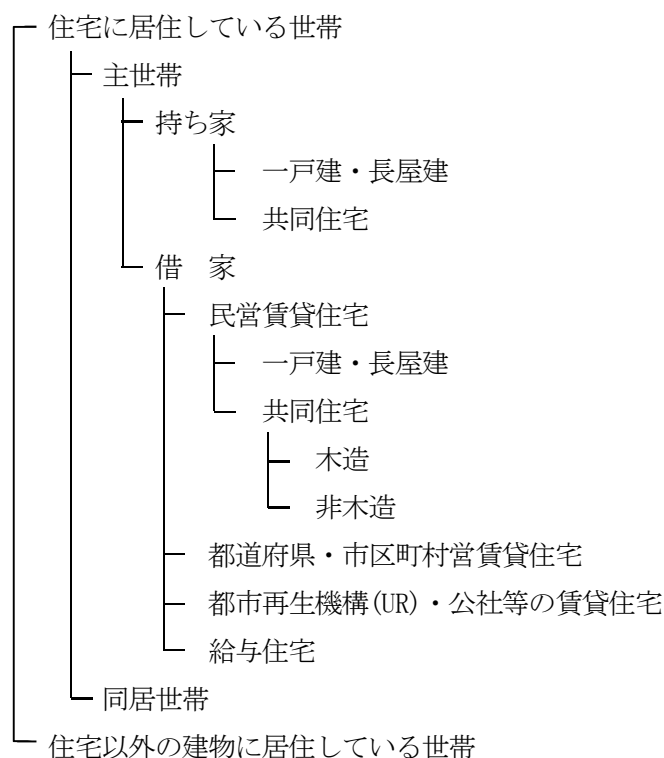 住宅に居住している世帯
主世帯
持ち家
一戸建・長屋建
共同住宅
借　家
民営賃貸住宅
一戸建・長屋建
共同住宅
木造
非木造
都道府県・市区町村営賃貸住宅
都市再生機構(UR)・公社等の賃貸住宅
給与住宅
同居世帯
住宅以外の建物に居住している世帯